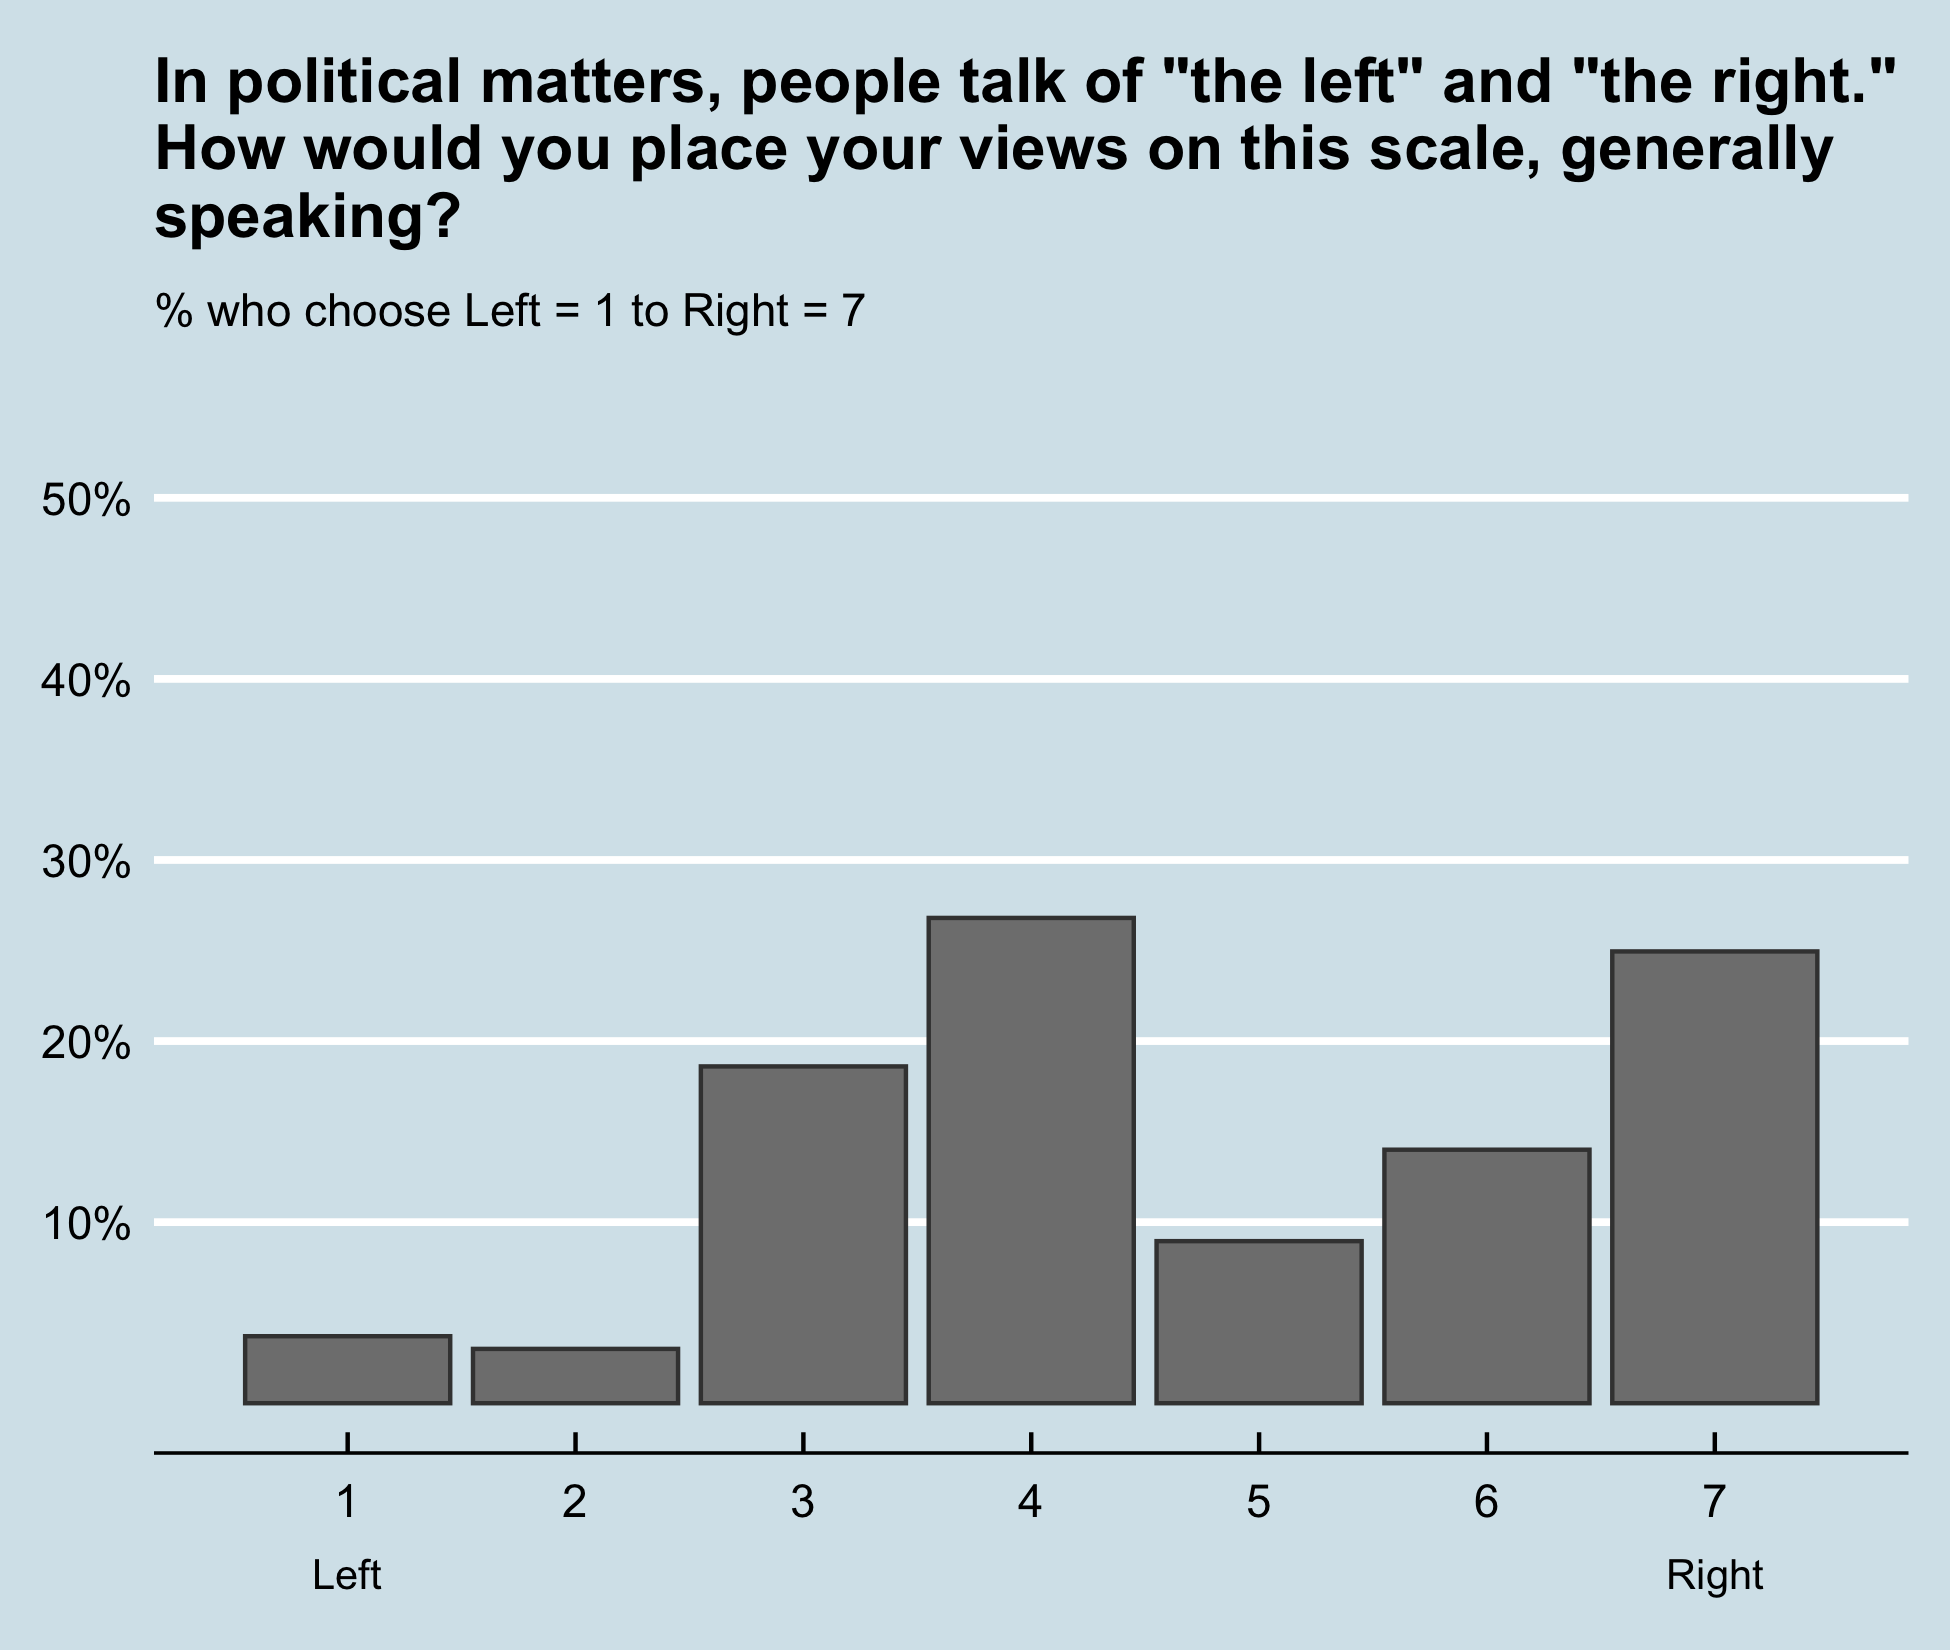 In political matters, people talk of "the left" and "the right."
How would you place your views on this scale, generally
speaking?
% who choose Left = 1 to Right = 7
50%
40%
30%
20%
10%
1 2 3 4 5 6 7
Left Right